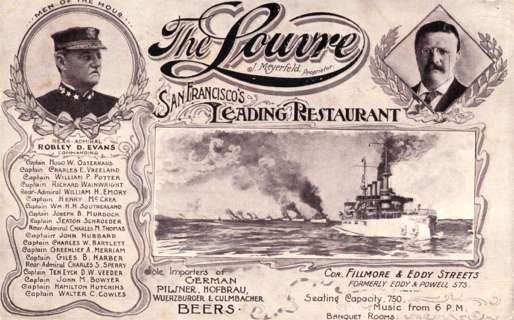 MEN OF THE HOUR
The Louvre
J. Meyerfeld, Proprietor.
SAN FRANCISCO'S
LEADING RESTAURANT
REAR-ADMIRAL
ROBLEY D. EVANS
COMMANDING
Captain HUGO W. OSTERHAUS
Captain CHARLES E. VREELAND
Captain WILLIAM P. POTTER
Captain RICHARD WAINWRIGHT
Rear-Admiral WILLIAM H. EMORY
Captain HENRY McCREA
Captain WM. H. H. SOUTHERLAND
Captain JOSEPH B. MURDOCK
Captain SEATON SCHROEDER
Rear-Admiral CHARLES M. THOMAS
Captain JOHN HUBBARD
Captain CHARLES W. BARTLETT
Captain GREENLIEF A. MERRIAM
Captain GILES B. HARBER
Rear-Admiral CHARLES S. SPERRY
Captain TEN EYCK D.W. VEEDER
Captain JOHN M. BOWYER
Captain HAMILTON HUTCHINS
Captain WALTER C. COWLES
Sole Importers of
GERMAN
PILSNER, HOFBRAU,
WUERZBURGER & CULMBACHER
BEERS.
COR. FILLMORE & EDDY STREETS
FORMERLY EDDY & POWELL STS.
Seating Capacity, 750
Music from 6 P.M.
BANQUET ROOMS